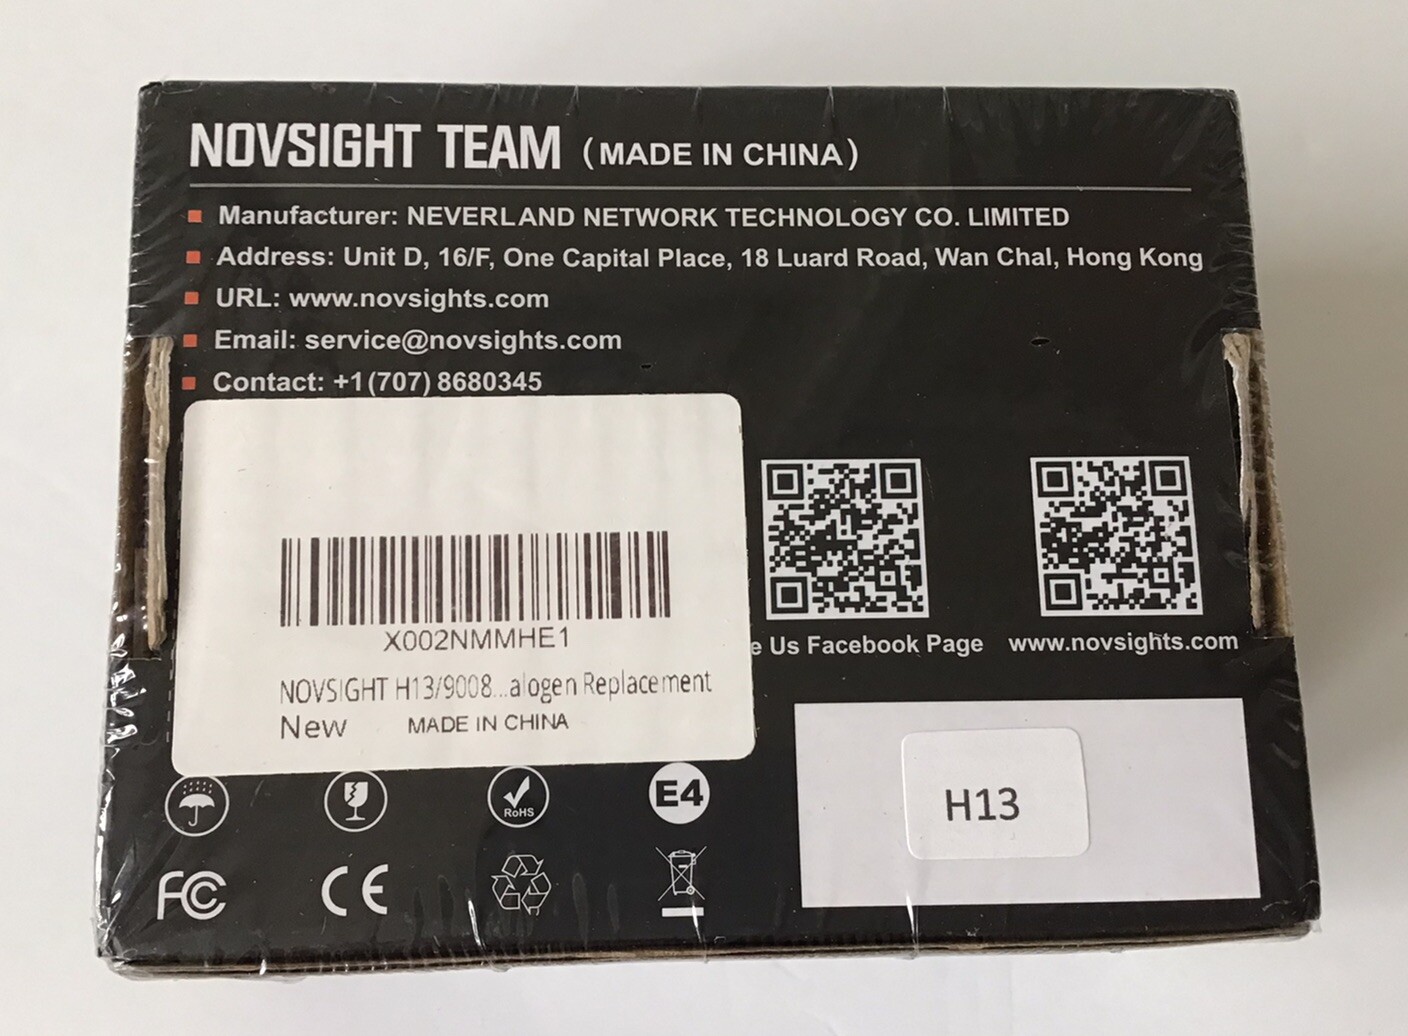 NOVSIGHT TEAM (MADE IN CHINA)
Manufacturer: NEVERLAND NETWORK TECHNOLOGY CO. LIMITED
Address: Unit D, 16/F, One Capital Place, 18 Luard Road, Wan Chal, Hong Kong
URL: www.novsights.com
Email: service@novsights.com
Contact: +1 (707) 8680345
X002NMMHE1
NOVSIGHT H13/9008...alogen Replacement
New MADE IN CHINA
e Us Facebook Page
www.novsights.com
H13
RoHS
E4
FC
CE